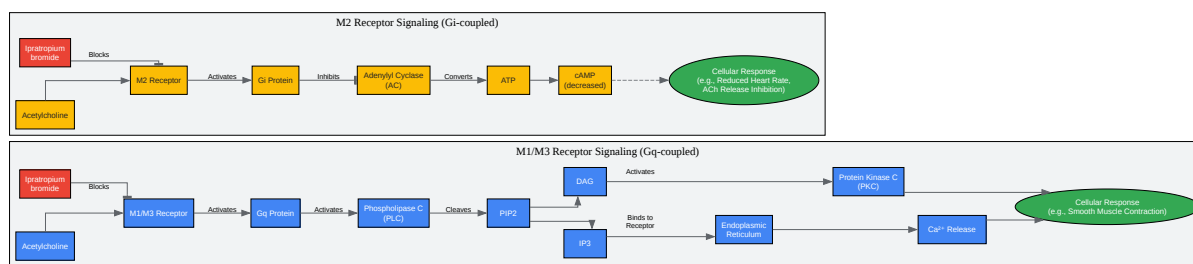 M2 Receptor Signaling (Gi-coupled)
Ipratropium
bromide
Blocks
M2 Receptor
Activates
Gi Protein
Inhibits
Adenylyl Cyclase
(AC)
Converts
ATP
cAMP
(decreased)
Cellular Response
(e.g., Reduced Heart Rate,
ACh Release Inhibition)
Acetylcholine
M1/M3 Receptor Signaling (Gq-coupled)
Ipratropium
bromide
Blocks
M1/M3 Receptor
Activates
Gq Protein
Activates
Phospholipase C
(PLC)
Cleaves
PIP2
DAG
Activates
Protein Kinase C
(PKC)
IP3
Binds to
Receptor
Endoplasmic
Reticulum
Ca²⁺ Release
Cellular Response
(e.g., Smooth Muscle Contraction)
Acetylcholine